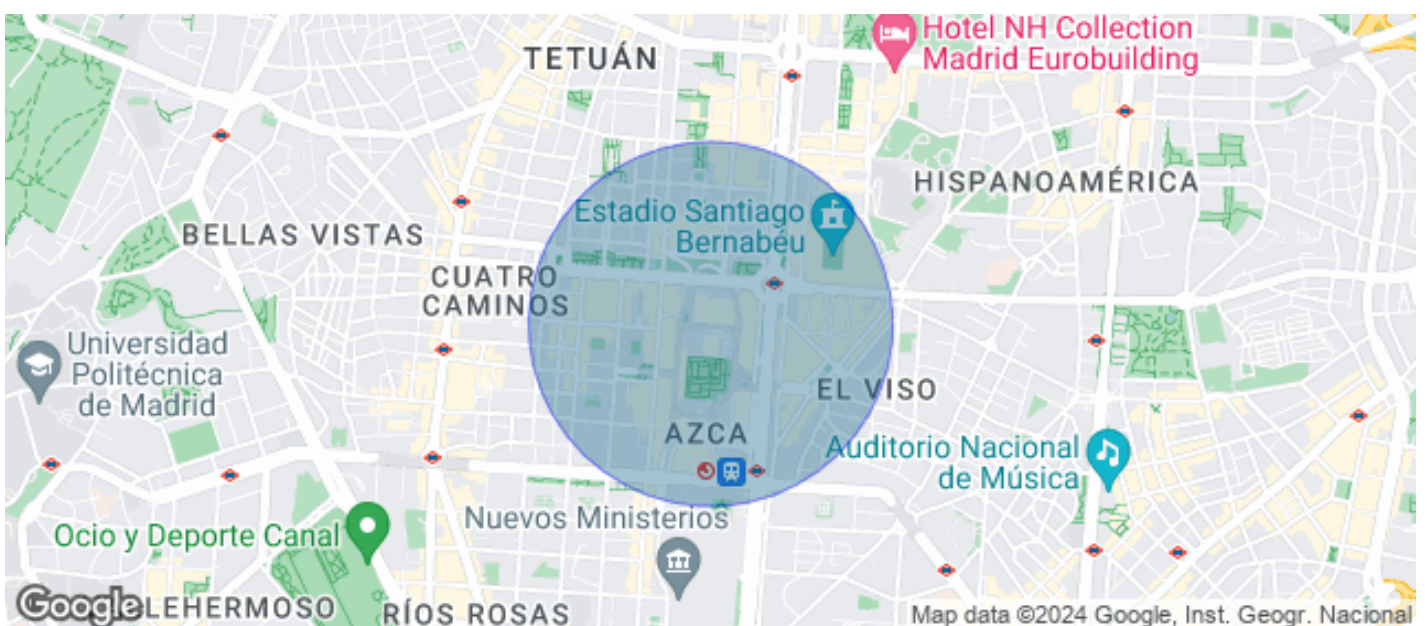 Hotel NH Collection
Madrid Eurobuilding
TETUÁN
HISPANOAMÉRICA
Estadio Santiago
Bernabéu
BELLAS VISTAS
CUATRO
CAMINOS
Universidad
Politécnica
de Madrid
EL VISO
AZCA
Auditorio Nacional
de Música
Nuevos Ministerios
Ocio y Deporte Canal
Google
LEHERMOSO
RÍOS ROSAS
Map data ©2024 Google, Inst. Geogr. Nacional